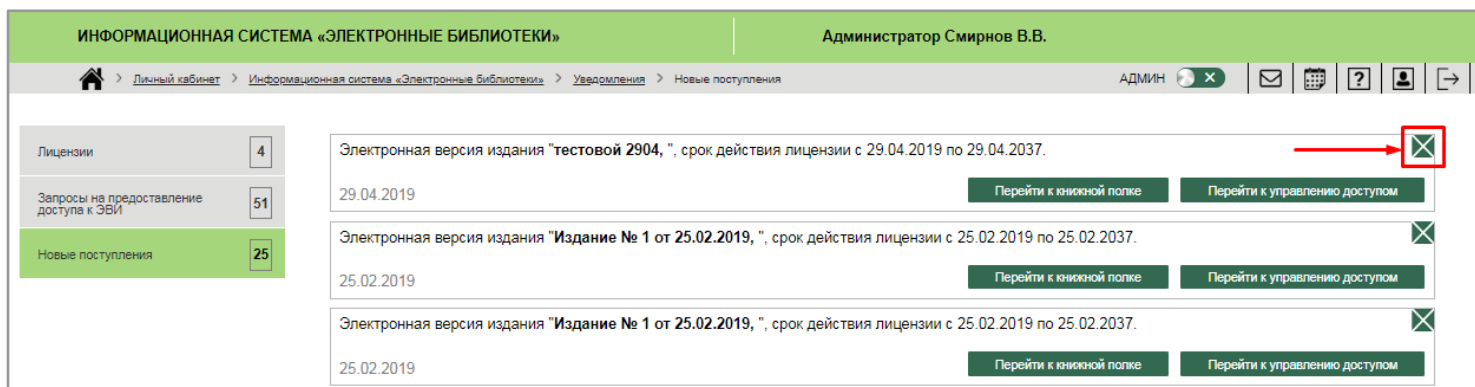 ИНФОРМАЦИОННАЯ СИСТЕМА «ЭЛЕКТРОННЫЕ БИБЛИОТЕКИ»
Администратор Смирнов В.В.
> Личный кабинет > Информационная система «Электронные библиотеки» > Уведомления > Новые поступления
АДМИН
Лицензии 4
Запросы на предоставление
доступа к ЭВИ 51
Новые поступления 25
Электронная версия издания "тестовой 2904, ", срок действия лицензии с 29.04.2019 по 29.04.2037.
29.04.2019 Перейти к книжной полке Перейти к управлению доступом
Электронная версия издания "Издание № 1 от 25.02.2019, ", срок действия лицензии с 25.02.2019 по 25.02.2037.
25.02.2019 Перейти к книжной полке Перейти к управлению доступом
Электронная версия издания "Издание № 1 от 25.02.2019, ", срок действия лицензии с 25.02.2019 по 25.02.2037.
25.02.2019 Перейти к книжной полке Перейти к управлению доступом